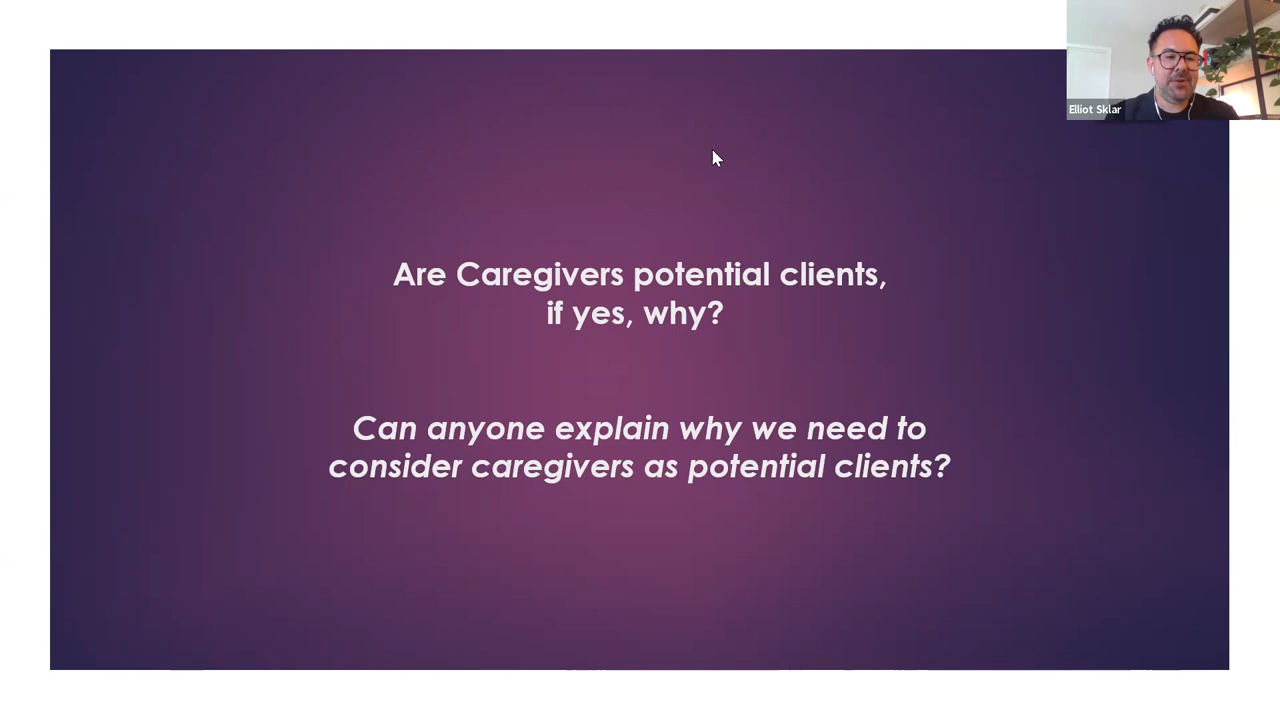 Elliot Sklar
Are Caregivers potential clients,
if yes, why?
Can anyone explain why we need to
consider caregivers as potential clients?